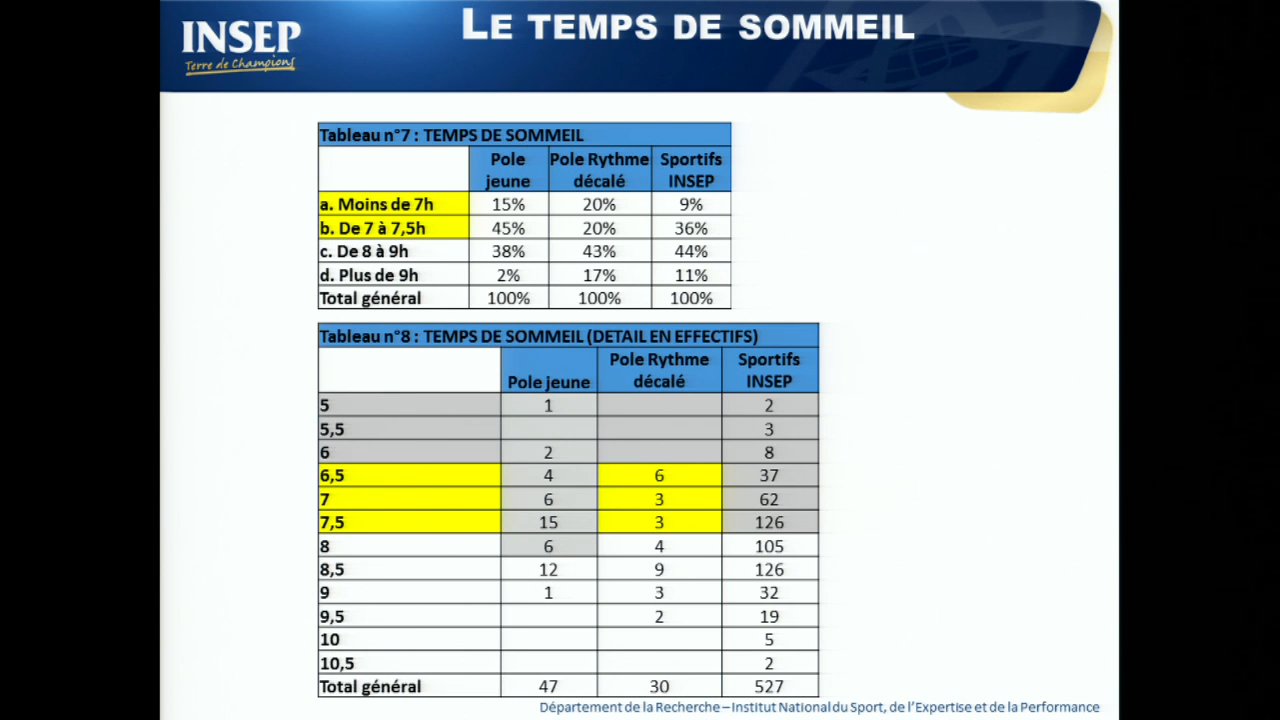 INSEP
Terre de Champions
LE TEMPS DE SOMMEIL
Tableau n°7 : TEMPS DE SOMMEIL
Pole jeune Pole Rythme décalé Sportifs INSEP
a. Moins de 7h 15% 20% 9%
b. De 7 à 7,5h 45% 20% 36%
c. De 8 à 9h 38% 43% 44%
d. Plus de 9h 2% 17% 11%
Total général 100% 100% 100%
Tableau n°8 : TEMPS DE SOMMEIL (DETAIL EN EFFECTIFS)
Pole jeune Pole Rythme décalé Sportifs INSEP
5 1 2
5,5 3
6 2 8
6,5 4 6 37
7 6 3 62
7,5 15 3 126
8 6 4 105
8,5 12 9 126
9 1 3 32
9,5 2 19
10 5
10,5 2
Total général 47 30 527
Département de la Recherche – Institut National du Sport, de l'Expertise et de la Performance